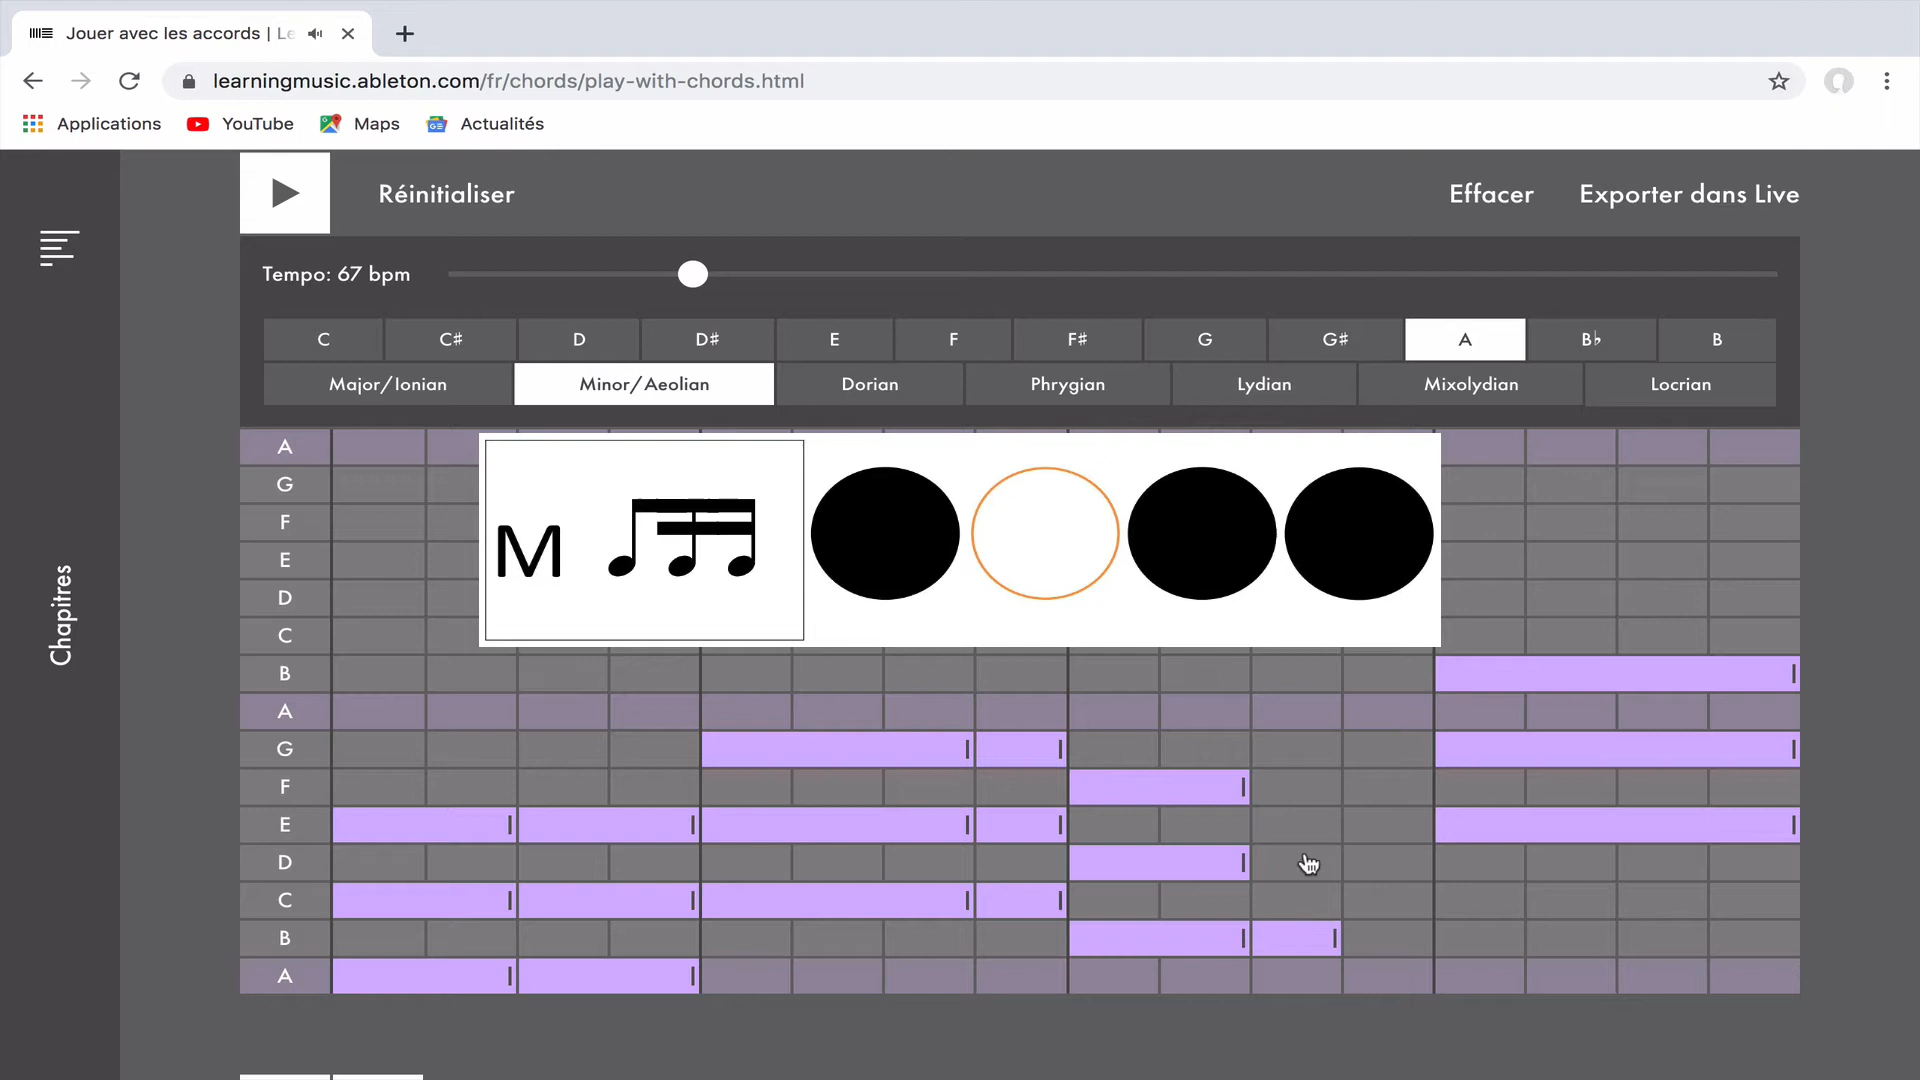 Jouer avec les accords | Le
learningmusic.ableton.com/fr/chords/play-with-chords.html
Applications YouTube Maps Actualités
Réinitialiser Effacer Exporter dans Live
Tempo: 67 bpm
C C♯ D D♯ E F F♯ G G♯ A B♭ B
Major/Ionian Minor/Aeolian Dorian Phrygian Lydian Mixolydian Locrian
Chapitres
A
G
F
E
D
C
B
A
G
F
E
D
C
B
A
M